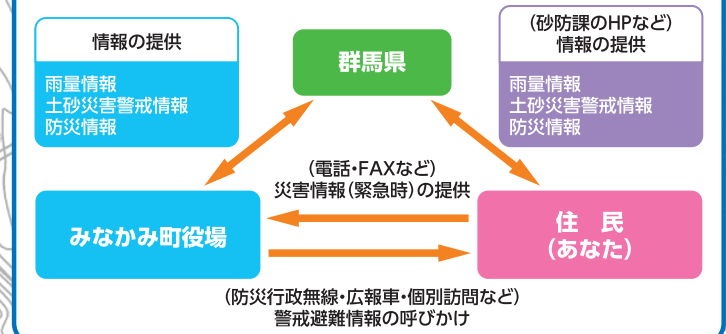 情報の提供
雨量情報
土砂災害警戒情報
防災情報
群馬県
(砂防課のHPなど)
情報の提供
雨量情報
土砂災害警戒情報
防災情報
(電話・FAXなど)
災害情報(緊急時)の提供
みなかみ町役場
住 民
(あなた)
(防災行政無線・広報車・個別訪問など)
警戒避難情報の呼びかけ